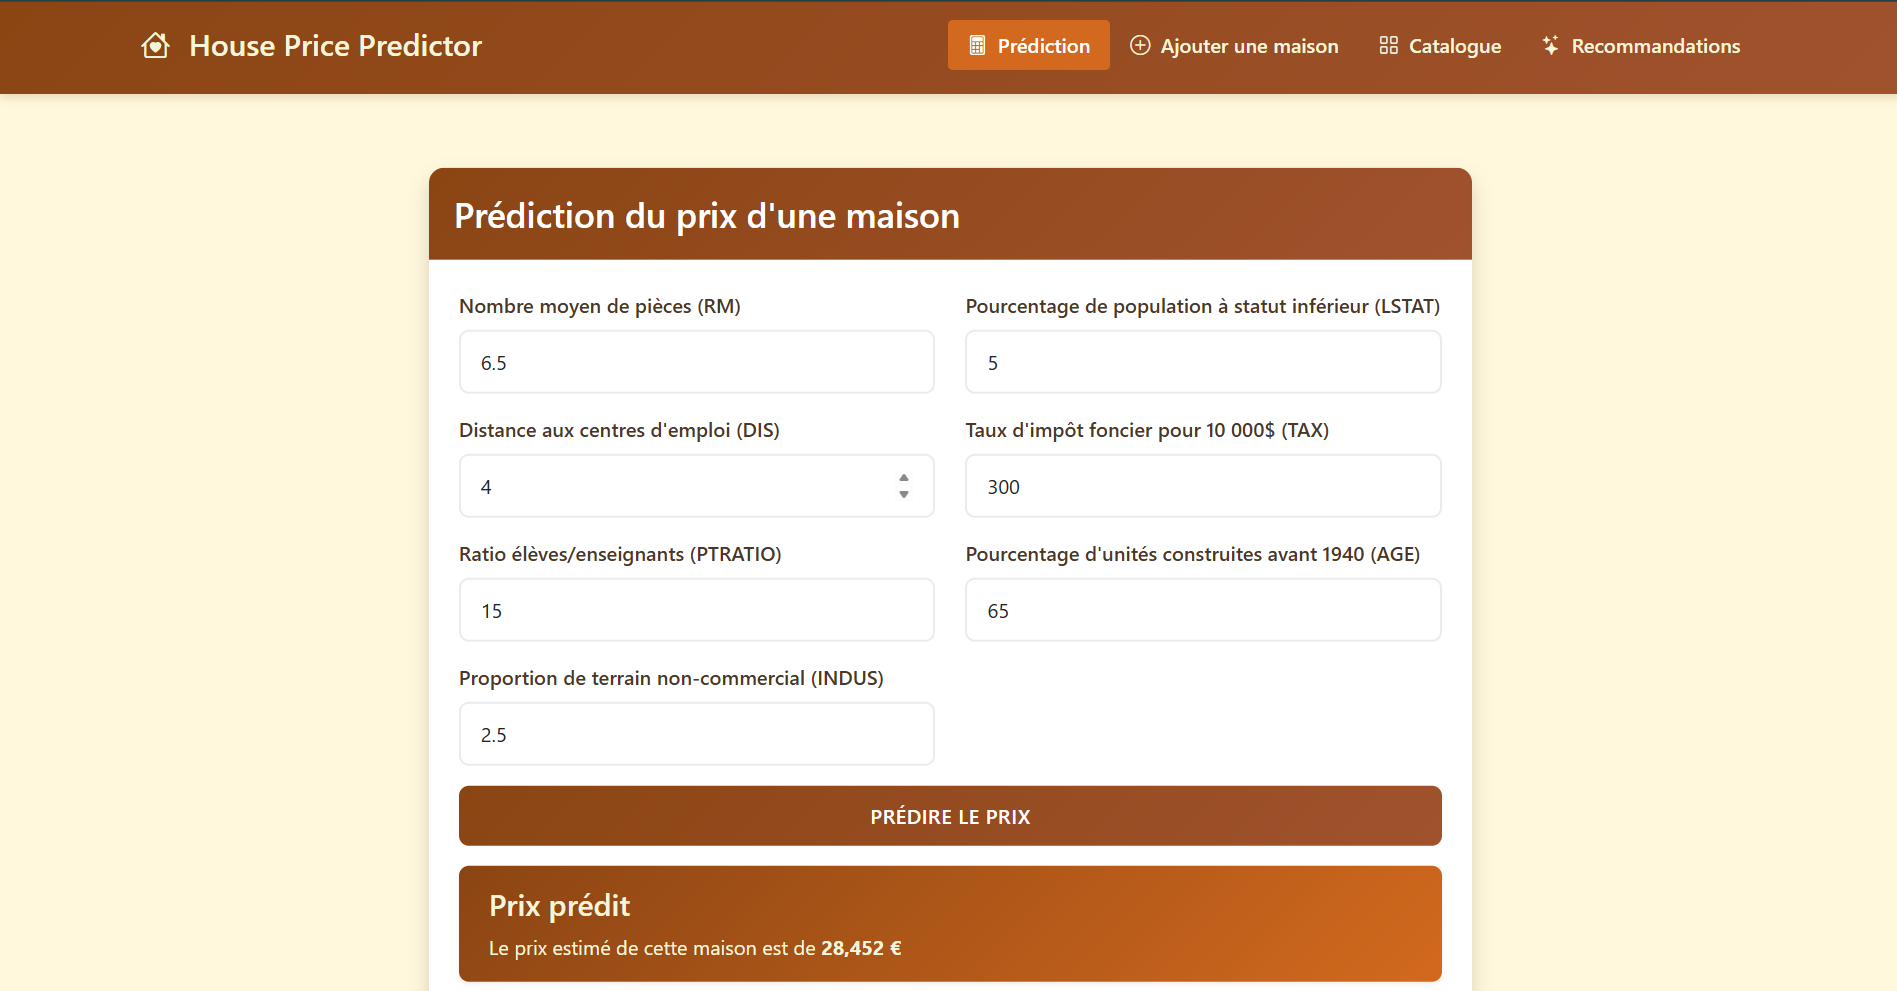 House Price Predictor
Prédiction
Ajouter une maison
Catalogue
Recommandations
Prédiction du prix d'une maison
Nombre moyen de pièces (RM)
Pourcentage de population à statut inférieur (LSTAT)
6.5
5
Distance aux centres d'emploi (DIS)
Taux d'impôt foncier pour 10 000$ (TAX)
4
300
Ratio élèves/enseignants (PTRATIO)
Pourcentage d'unités construites avant 1940 (AGE)
15
65
Proportion de terrain non-commercial (INDUS)
2.5
PRÉDIRE LE PRIX
Prix prédit
Le prix estimé de cette maison est de 28,452 €